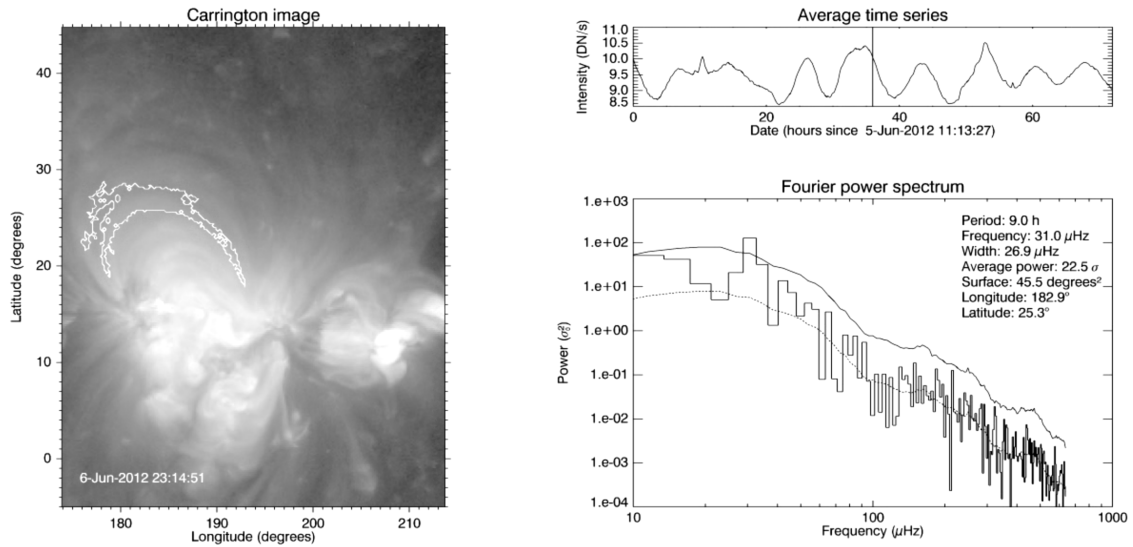 Carrington image
Latitude (degrees)
40
30
20
10
0
6-Jun-2012 23:14:51
180
190
200
210
Longitude (degrees)
Average time series
Intensity (DN/s)
11.0
10.5
10.0
9.5
9.0
8.5
0
20
40
60
Date (hours since 5-Jun-2012 11:13:27)
Fourier power spectrum
Power (σ₀²)
1.e+03
1.e+02
1.e+01
1.e+00
1.e-01
1.e-02
1.e-03
1.e-04
Period: 9.0 h
Frequency: 31.0 μHz
Width: 26.9 μHz
Average power: 22.5 σ
Surface: 45.5 degrees²
Longitude: 182.9°
Latitude: 25.3°
10
100
1000
Frequency (μHz)